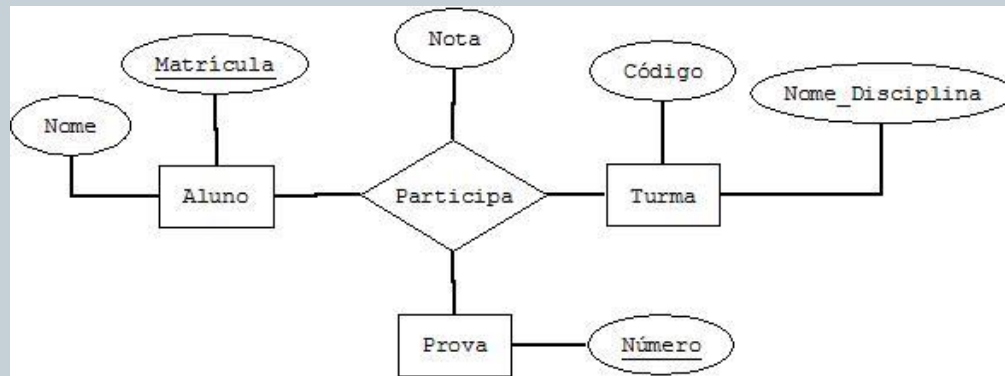 Nota
Matrícula
Código
Nome_Disciplina
Nome
Aluno
Participa
Turma
Prova
Número